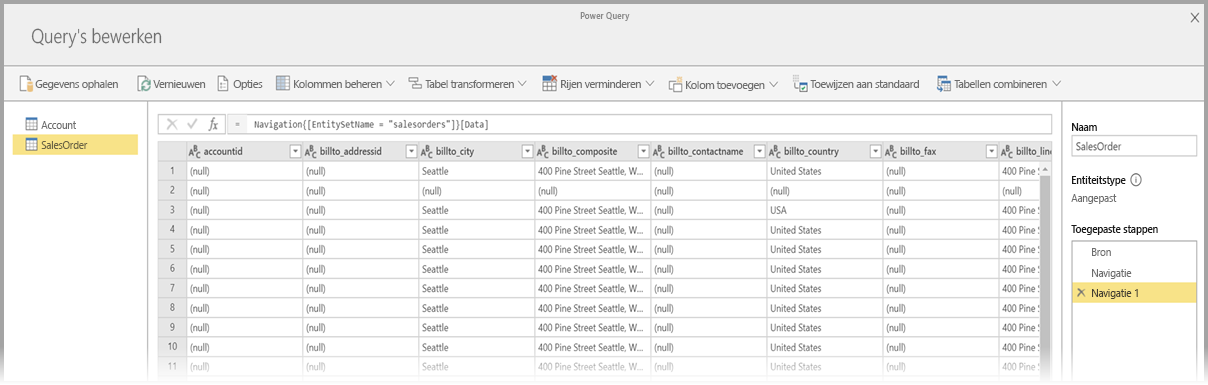 Power Query
Query's bewerken
Gegevens ophalen Vernieuwen Opties Kolommen beheren Tabel transformeren Rijen verminderen Kolom toevoegen Toewijzen aan standaard Tabellen combineren
Account
SalesOrder
fx = Navigation{[EntitySetName = "salesorders"]}[Data]
ABC accountid ABC billto_addressid ABC billto_city ABC billto_composite ABC billto_contactname ABC billto_country ABC billto_fax ABC billto_line
1 (null) (null) Seattle 400 Pine Street Seattle, W... (null) United States (null) 400 Pine S
2 (null) (null) (null) (null) (null) (null) (null) (null)
3 (null) (null) Seattle 400 Pine Street Seattle, W... (null) USA (null) 400 Pine S
4 (null) (null) Seattle 400 Pine Street Seattle, W... (null) United States (null) 400 Pine S
5 (null) (null) Seattle 400 Pine Street Seattle, W... (null) United States (null) 400 Pine S
6 (null) (null) Seattle 400 Pine Street Seattle, W... (null) United States (null) 400 Pine S
7 (null) (null) Seattle 400 Pine Street Seattle, W... (null) United States (null) 400 Pine S
8 (null) (null) Seattle 400 Pine Street Seattle, W... (null) United States (null) 400 Pine S
9 (null) (null) Seattle 400 Pine Street Seattle, W... (null) United States (null) 400 Pine S
10 (null) (null) Seattle 400 Pine Street Seattle, W... (null) United States (null) 400 Pine S
11 (null) (null) Seattle 400 Pine Street Seattle, W... (null) United States (null) 400 Pine S
Naam
SalesOrder
Entiteitstype
Aangepast
Toegepaste stappen
Bron
Navigatie
Navigatie 1